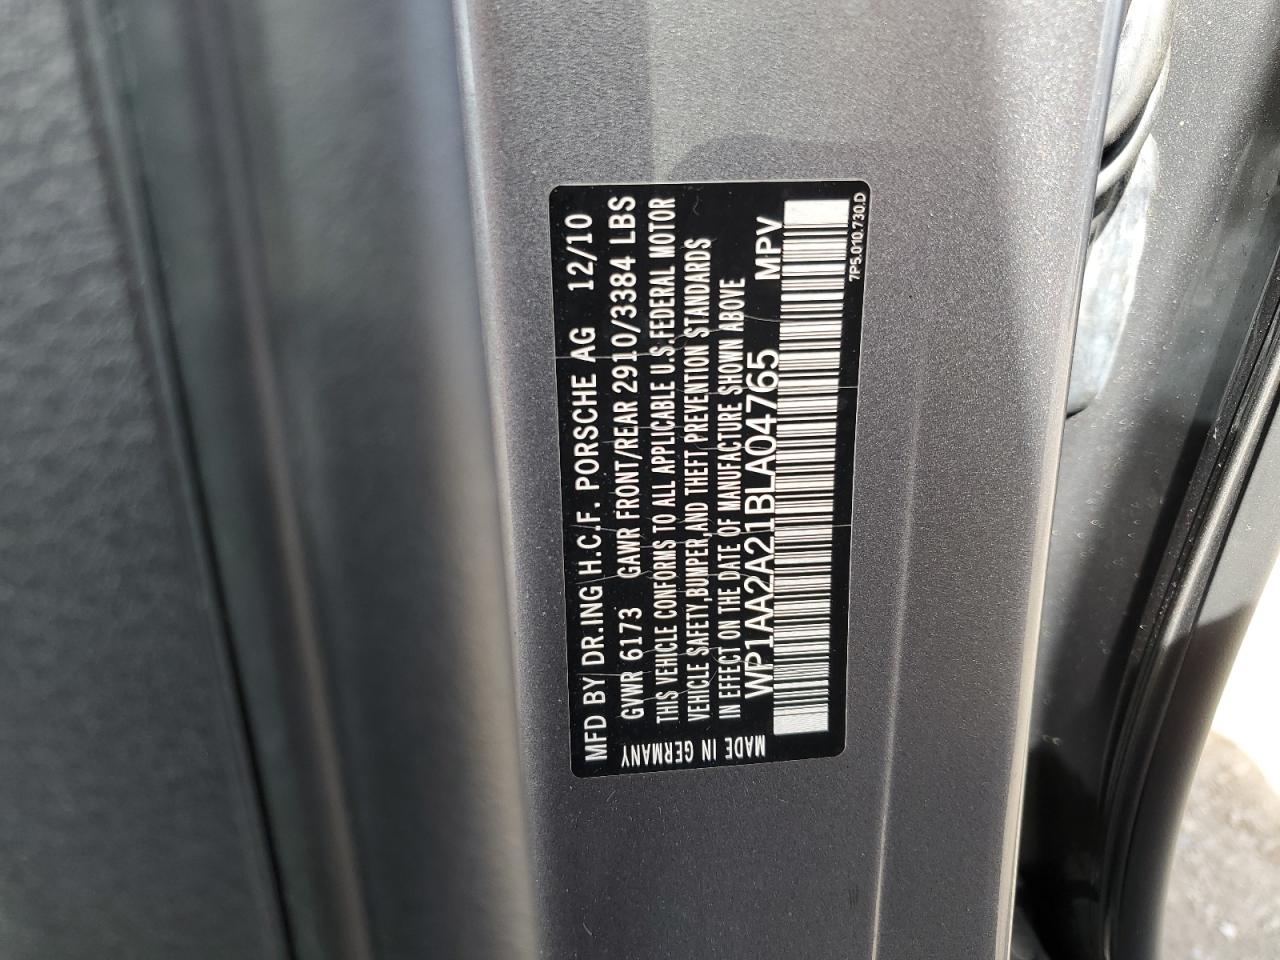 MFD BY DR.ING H.C.F. PORSCHE AG 12/10
GVWR 6173 GAWR FRONT/REAR 2910/3384 LBS
THIS VEHICLE CONFORMS TO ALL APPLICABLE U.S.FEDERAL MOTOR
VEHICLE SAFETY,BUMPER,AND THEFT PREVENTION STANDARDS
IN EFFECT ON THE DATE OF MANUFACTURE SHOWN ABOVE
WP1AA2A21BLA04765 MPV
MADE IN GERMANY
7P5.010.730.D